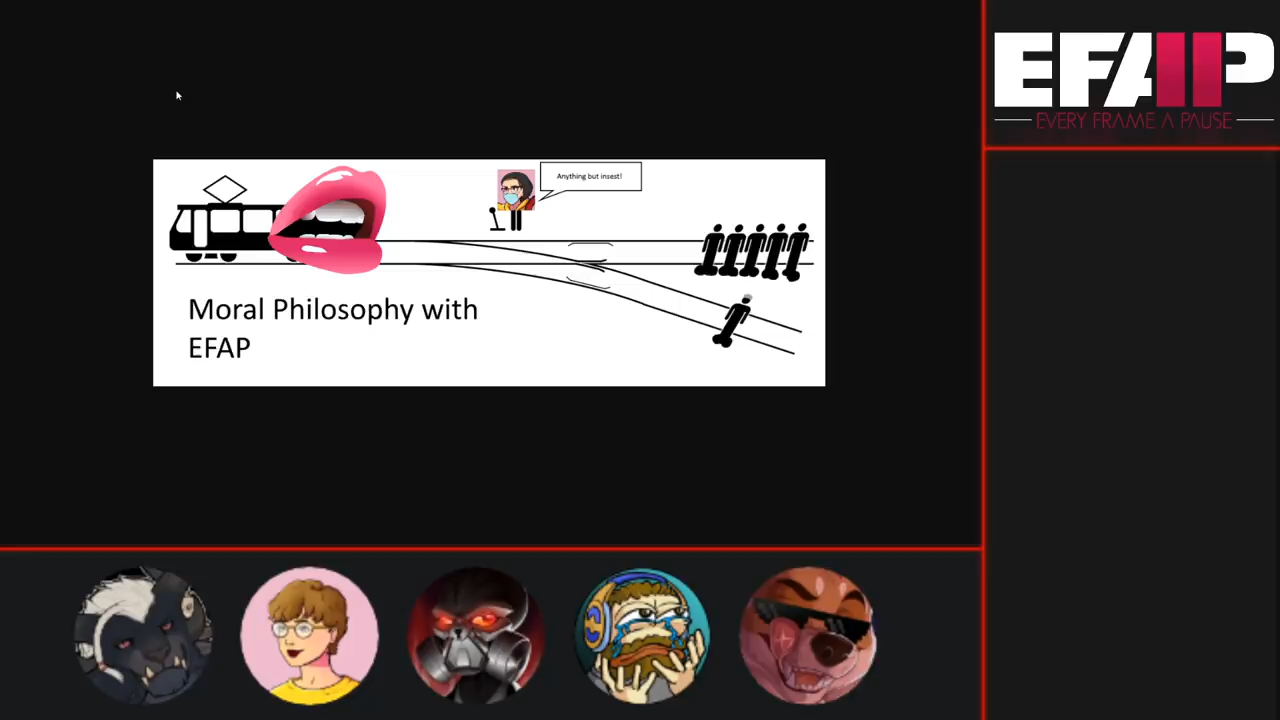 EFAP
EVERY FRAME A PAUSE
Anything but insest!
Moral Philosophy with
EFAP